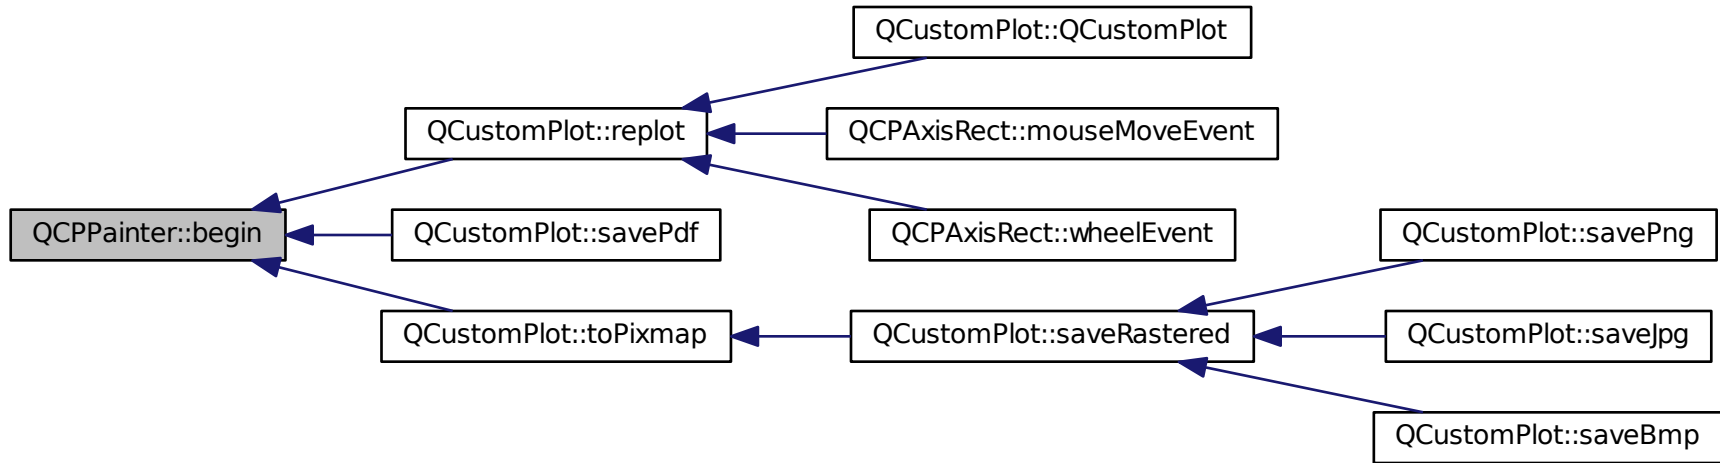 QCustomPlot::QCustomPlot
QCustomPlot::replot
QCPAxisRect::mouseMoveEvent
QCPPainter::begin
QCustomPlot::savePdf
QCPAxisRect::wheelEvent
QCustomPlot::savePng
QCustomPlot::toPixmap
QCustomPlot::saveRastered
QCustomPlot::saveJpg
QCustomPlot::saveBmp